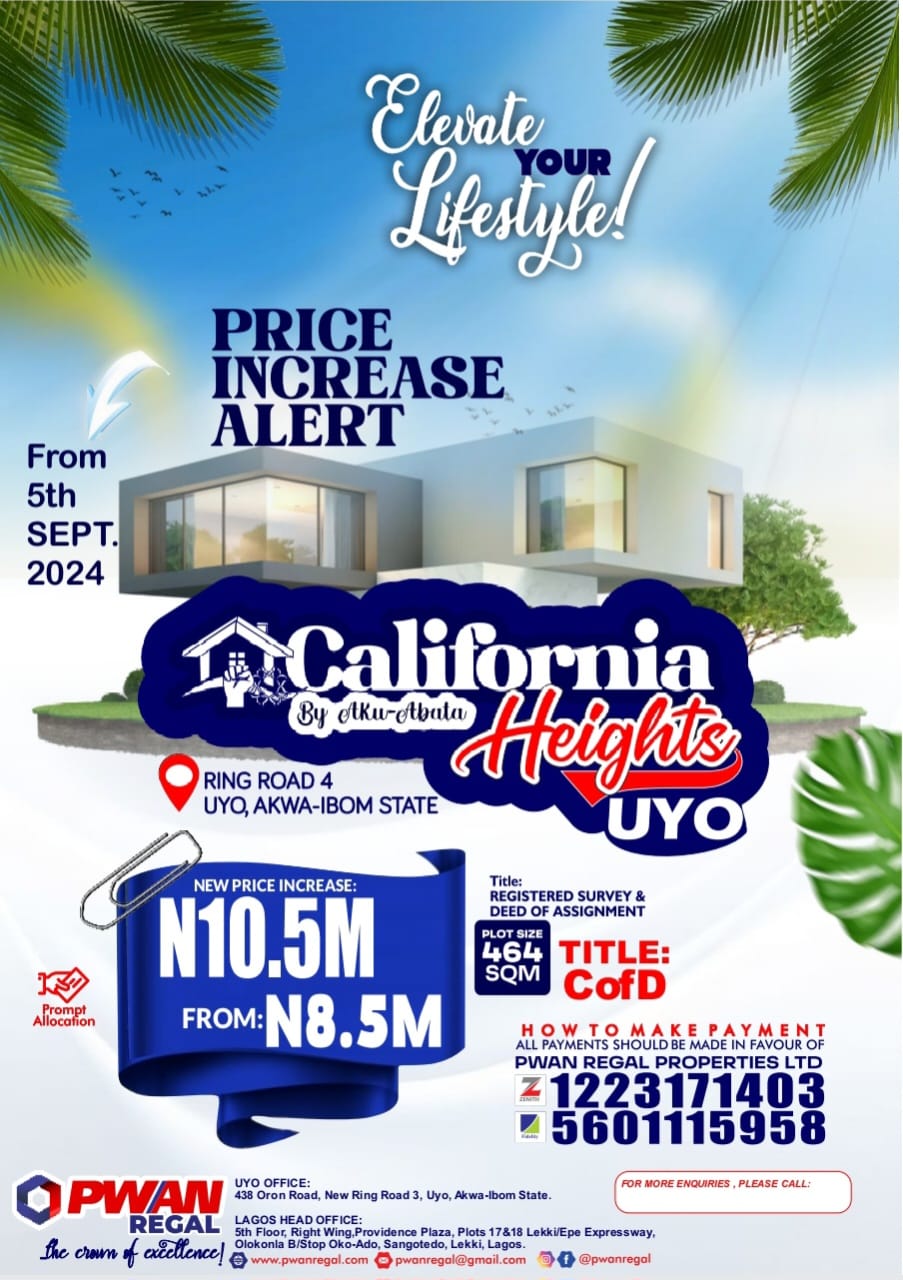 Elevate
YOUR
Lifestyle!
PRICE
INCREASE
ALERT
From
5th
SEPT.
2024
California
By AKu-Abata
Heights
UYO
RING ROAD 4
UYO, AKWA-IBOM STATE
NEW PRICE INCREASE:
N10.5M
FROM: N8.5M
Prompt
Allocation
Title:
REGISTERED SURVEY &
DEED OF ASSIGNMENT
PLOT SIZE
464
SQM
TITLE:
CofD
HOW TO MAKE PAYMENT
ALL PAYMENTS SHOULD BE MADE IN FAVOUR OF
PWAN REGAL PROPERTIES LTD
ZENITH 1223171403
Fidelity 5601115958
PWAN
REGAL
the crown of excellence!
UYO OFFICE:
438 Oron Road, New Ring Road 3, Uyo, Akwa-Ibom State.
LAGOS HEAD OFFICE:
5th Floor, Right Wing,Providence Plaza, Plots 17&18 Lekki/Epe Expressway,
Olokonla B/Stop Oko-Ado, Sangotedo, Lekki, Lagos.
www.pwanregal.com pwanregal@gmail.com @pwanregal
FOR MORE ENQUIRIES , PLEASE CALL: